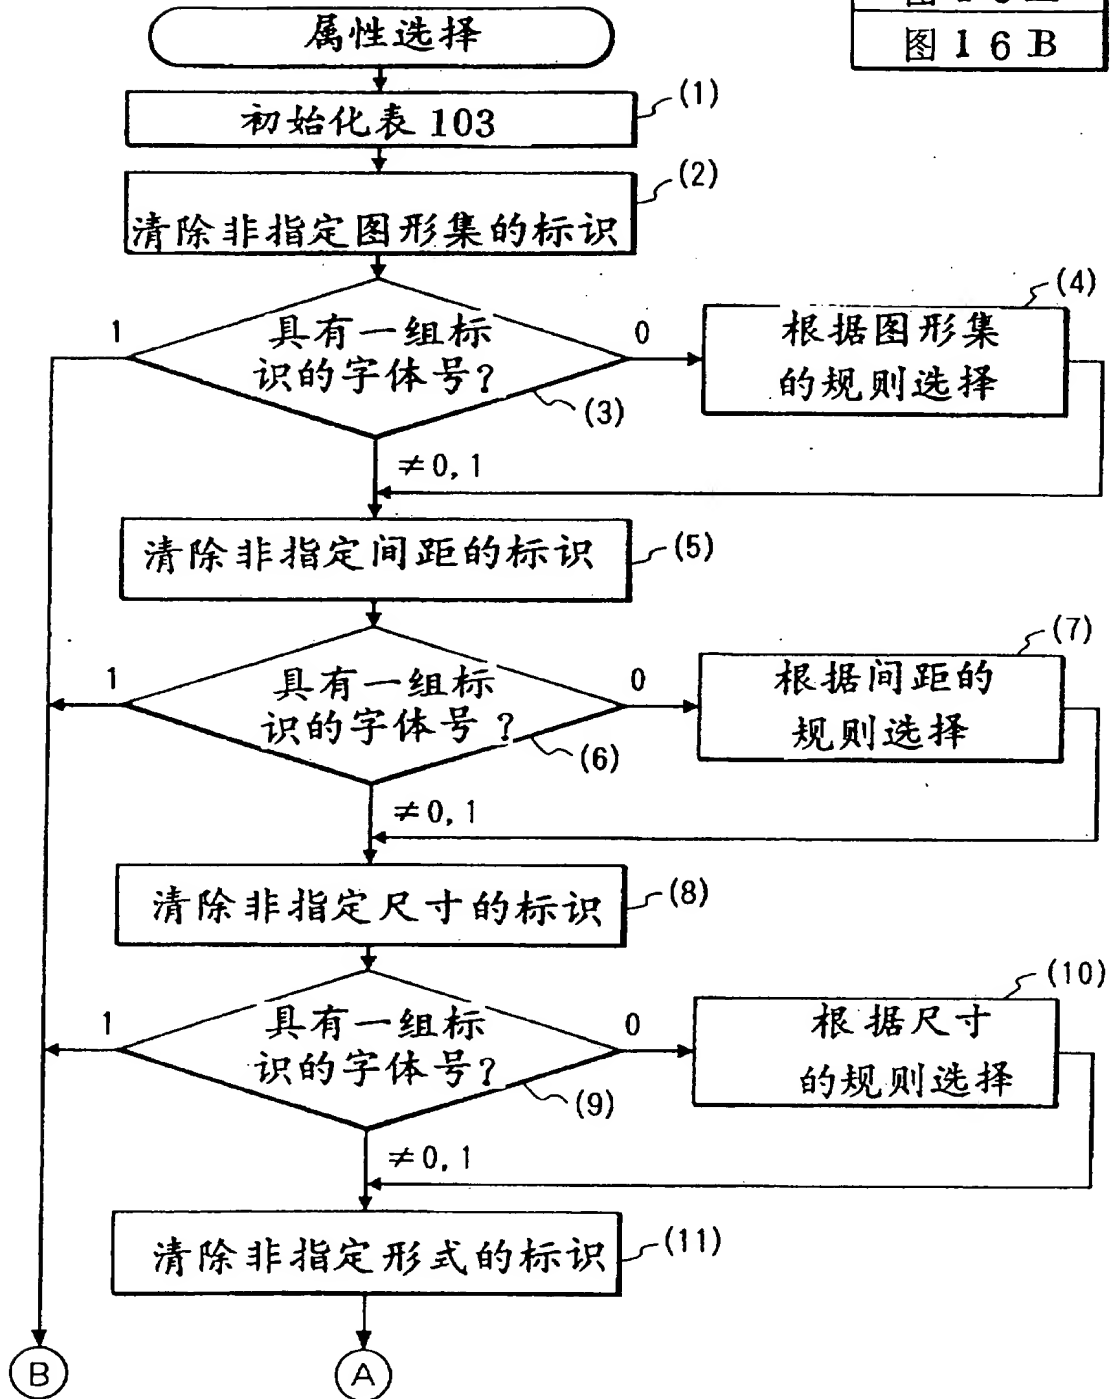 图16B
属性选择
初始化表 103
(1)
(2)
清除非指定图形集的标识
1
具有一组标
识的字体号?
0
(3)
(4)
根据图形集
的规则选择
≠0,1
清除非指定间距的标识
(5)
1
具有一组标
识的字体号?
0
(6)
(7)
根据间距的
规则选择
≠0,1
清除非指定尺寸的标识
(8)
1
具有一组标
识的字体号?
0
(9)
(10)
根据尺寸
的规则选择
≠0,1
清除非指定形式的标识
(11)
B
A